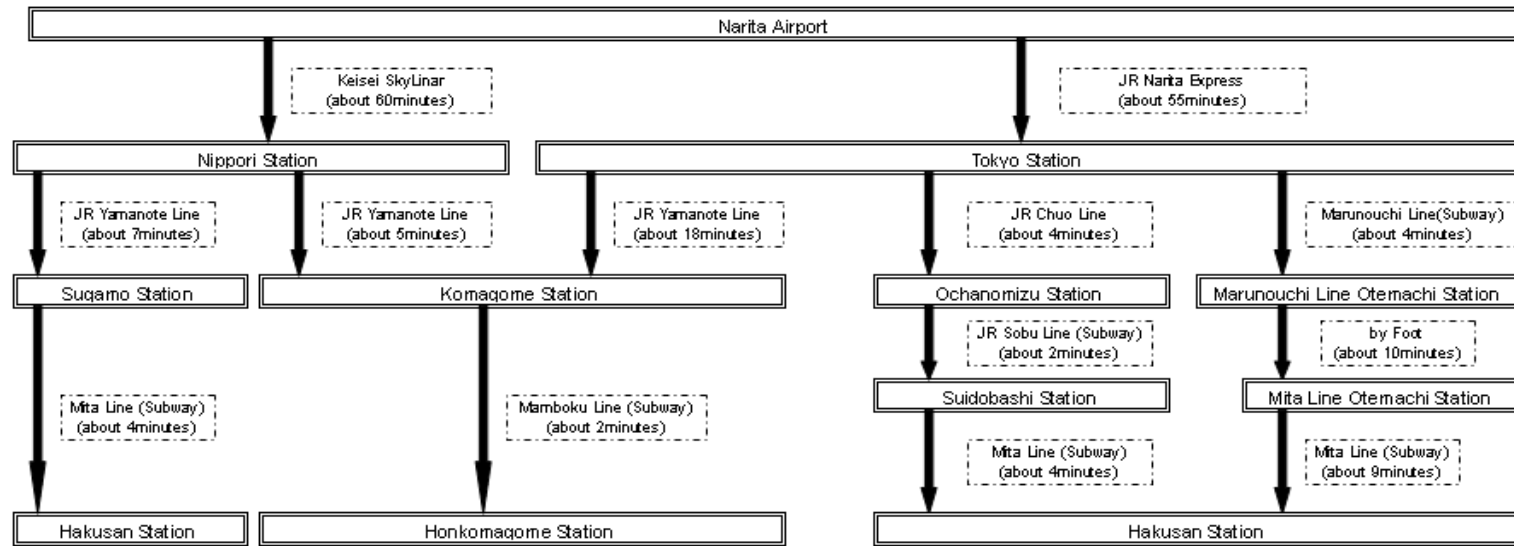 Narita Airport
Keisei SkyLinar
(about 60minutes)
JR Narita Express
(about 55minutes)
Nippori Station
Tokyo Station
JR Yamanote Line
(about 7minutes)
JR Yamanote Line
(about 5minutes)
JR Yamanote Line
(about 18minutes)
JR Chuo Line
(about 4minutes)
Marunouchi Line(Subway)
(about 4minutes)
Sugamo Station
Komagome Station
Ochanomizu Station
Marunouchi Line Otemachi Station
JR Sobu Line (Subway)
(about 2minutes)
by Foot
(about 10minutes)
Suidobashi Station
Mita Line Otemachi Station
Mita Line (Subway)
(about 4minutes)
Mamboku Line (Subway)
(about 2minutes)
Mita Line (Subway)
(about 4minutes)
Mita Line (Subway)
(about 9minutes)
Hakusan Station
Honkomagome Station
Hakusan Station